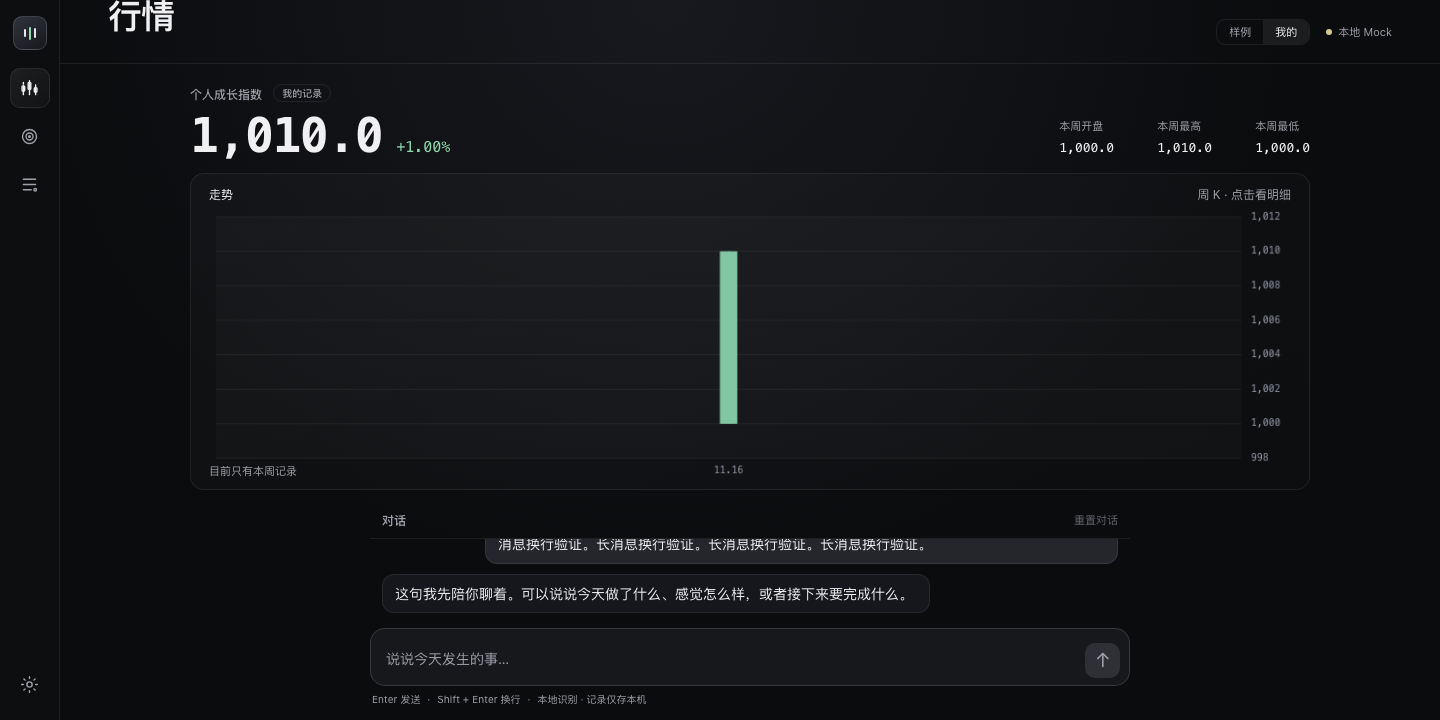 行情
样例 我的 本地 Mock
个人成长指数 我的记录
1,010.0 +1.00%
本周开盘 本周最高 本周最低
1,000.0 1,010.0 1,000.0
走势 周 K · 点击看明细
1,012
1,010
1,008
1,006
1,004
1,002
1,000
998
目前只有本周记录 11.16
对话 重置对话
消息换行验证。长消息换行验证。长消息换行验证。长消息换行验证。
这句我先陪你聊着。可以说说今天做了什么、感觉怎么样，或者接下来要完成什么。
说说今天发生的事…
Enter 发送 · Shift + Enter 换行 · 本地识别 · 记录仅存本机